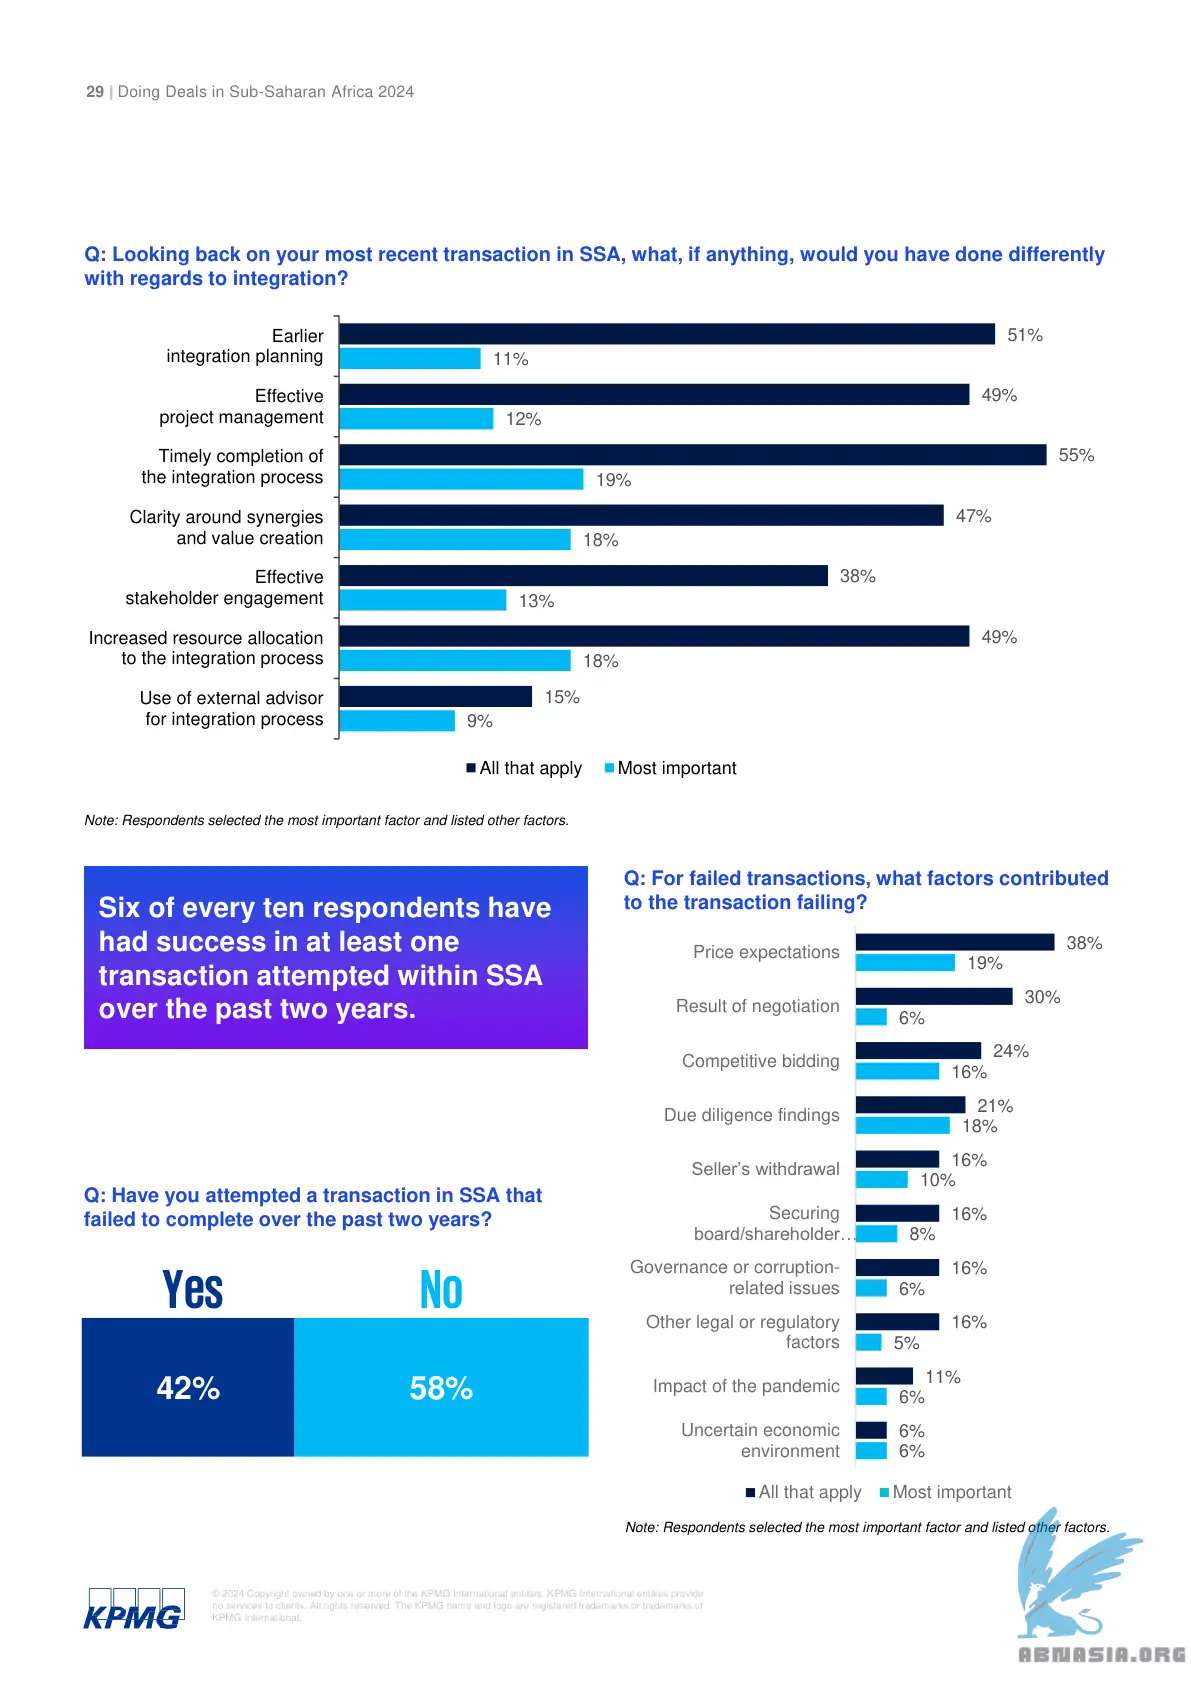 29 | Doing Deals in Sub-Saharan Africa 2024
Q: Looking back on your most recent transaction in SSA, what, if anything, would you have done differently
with regards to integration?
Earlier
integration planning
51%
11%
Effective
project management
49%
12%
Timely completion of
the integration process
55%
19%
Clarity around synergies
and value creation
47%
18%
Effective
stakeholder engagement
38%
13%
Increased resource allocation
to the integration process
49%
18%
Use of external advisor
for integration process
15%
9%
All that apply
Most important
Note: Respondents selected the most important factor and listed other factors.
Six of every ten respondents have
had success in at least one
transaction attempted within SSA
over the past two years.
Q: Have you attempted a transaction in SSA that
failed to complete over the past two years?
Yes
No
42%
58%
Q: For failed transactions, what factors contributed
to the transaction failing?
Price expectations
38%
19%
Result of negotiation
30%
6%
Competitive bidding
24%
16%
Due diligence findings
21%
18%
Seller’s withdrawal
16%
10%
Securing
board/shareholder…
16%
8%
Governance or corruption-
related issues
16%
6%
Other legal or regulatory
factors
16%
5%
Impact of the pandemic
11%
6%
Uncertain economic
environment
6%
6%
All that apply
Most important
Note: Respondents selected the most important factor and listed other factors.
KPMG
© 2024 Copyright owned by one or more of the KPMG International entities. KPMG International entities provide
no services to clients. All rights reserved. The KPMG name and logo are registered trademarks or trademarks of
KPMG International.
ABNASIA.ORG